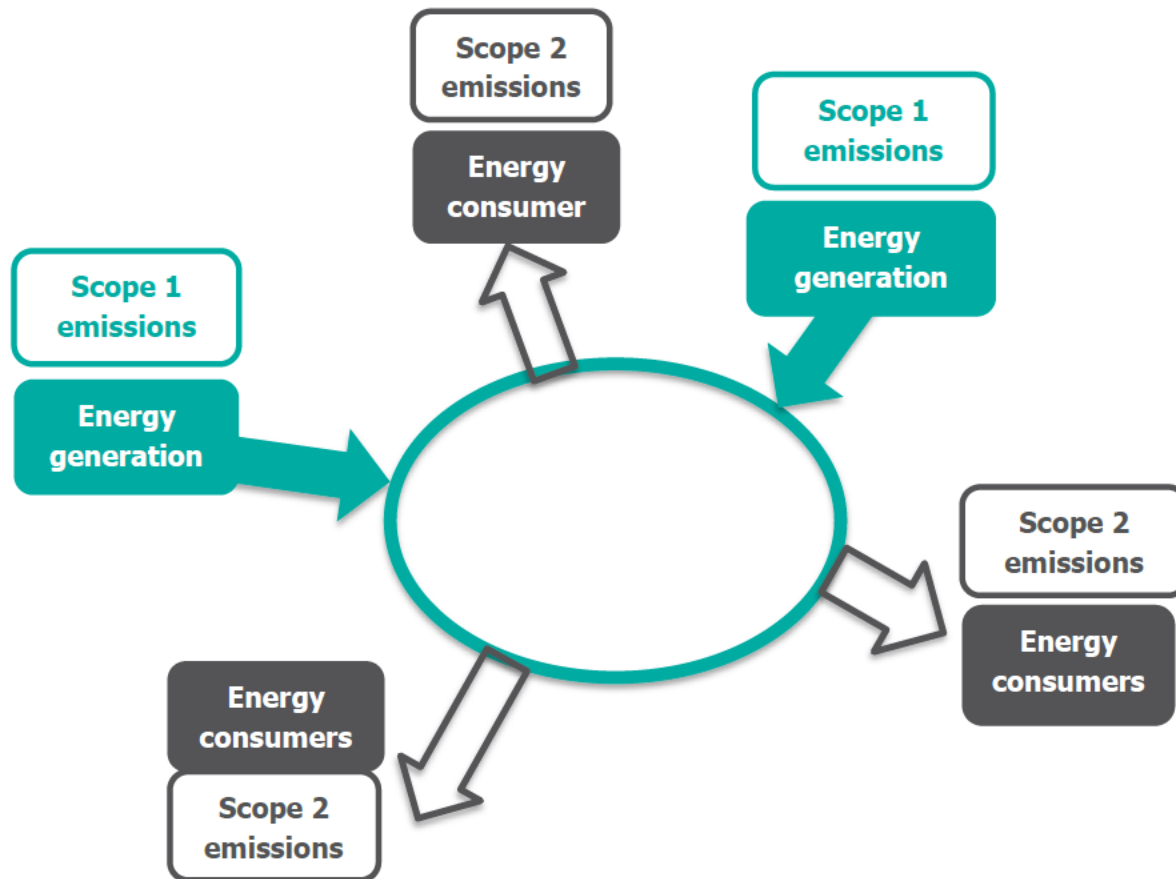 Scope 2
emissions
Energy
consumer
Scope 1
emissions
Energy
generation
Scope 1
emissions
Energy
generation
Scope 2
emissions
Energy
consumers
Energy
consumers
Scope 2
emissions